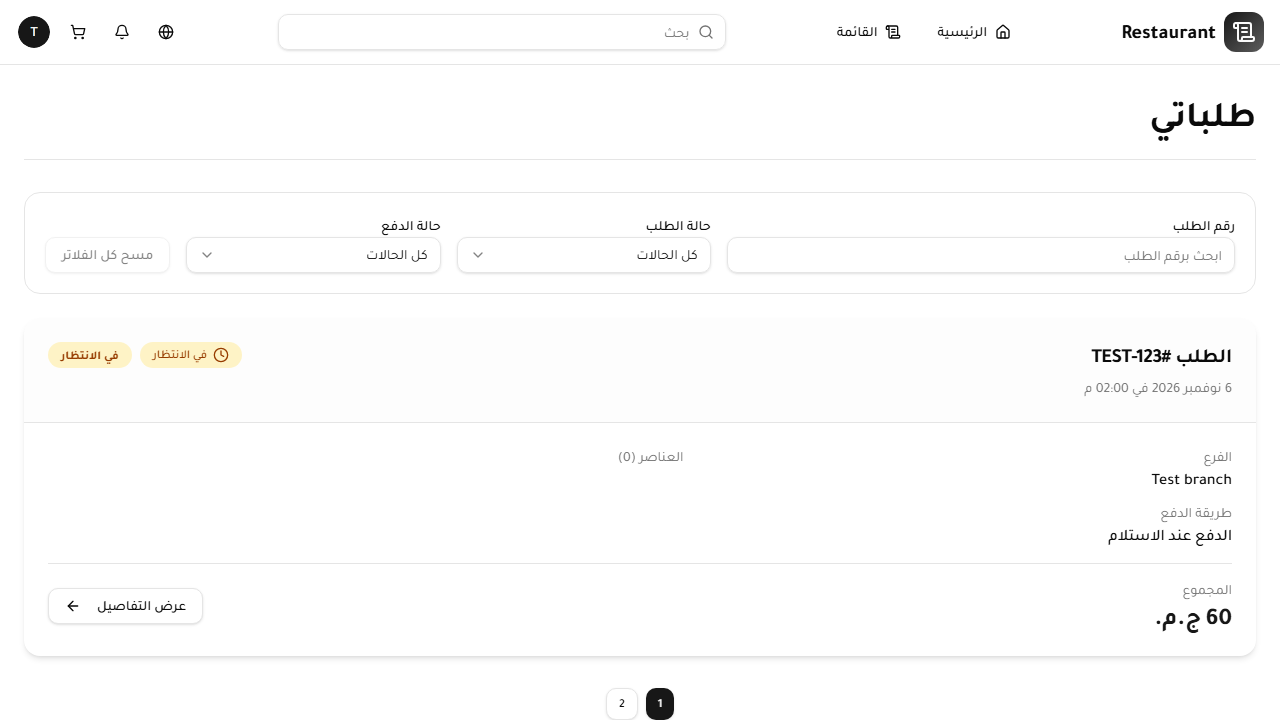 Restaurant
الرئيسية
القائمة
بحث
T
طلباتي
رقم الطلب
ابحث برقم الطلب
حالة الطلب
كل الحالات
حالة الدفع
كل الحالات
مسح كل الفلاتر
الطلب #TEST-123
6 نوفمبر 2026 في 02:00 م
في الانتظار
في الانتظار
الفرع
Test branch
طريقة الدفع
الدفع عند الاستلام
العناصر (0)
المجموع
60 ج.م.
عرض التفاصيل
1
2